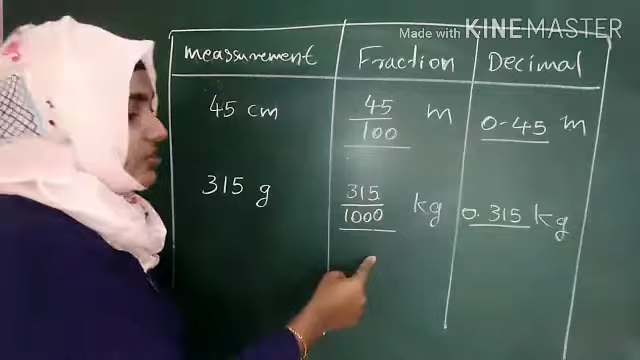 Made with KINEMASTER
measurement Fraction Decimal
45 cm 45/100 m 0.45 m
315 g 315/1000 kg 0.315 kg